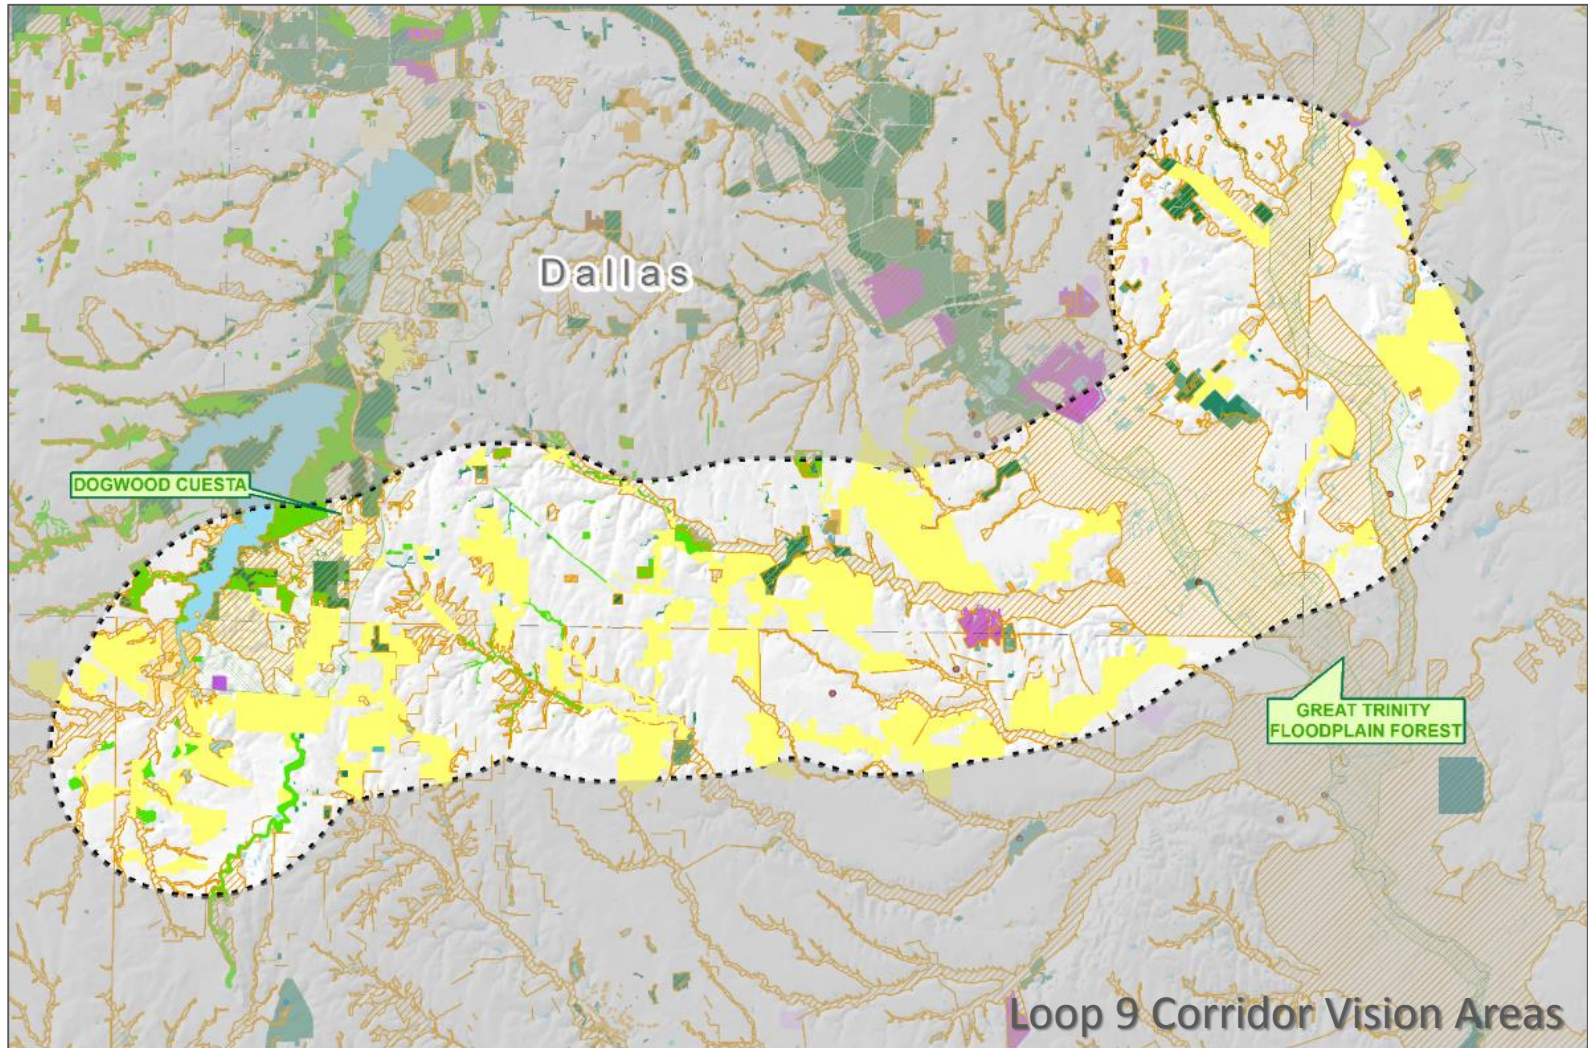 Dallas
DOGWOOD CUESTA
GREAT TRINITY
FLOODPLAIN FOREST
Loop 9 Corridor Vision Areas